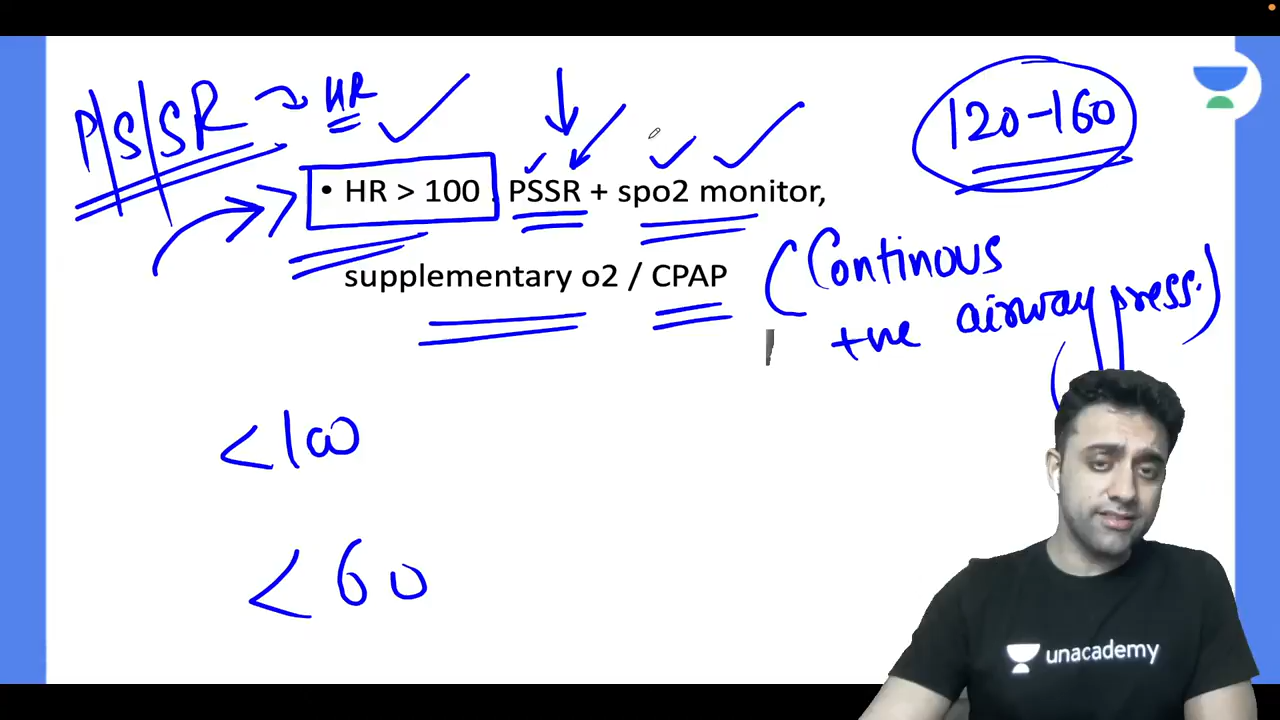 P/S/SR → HR
120-160
• HR > 100 : PSSR + spo2 monitor,
supplementary o2 / CPAP
(Continous
+ve airway press.)
<100
<60
unacademy